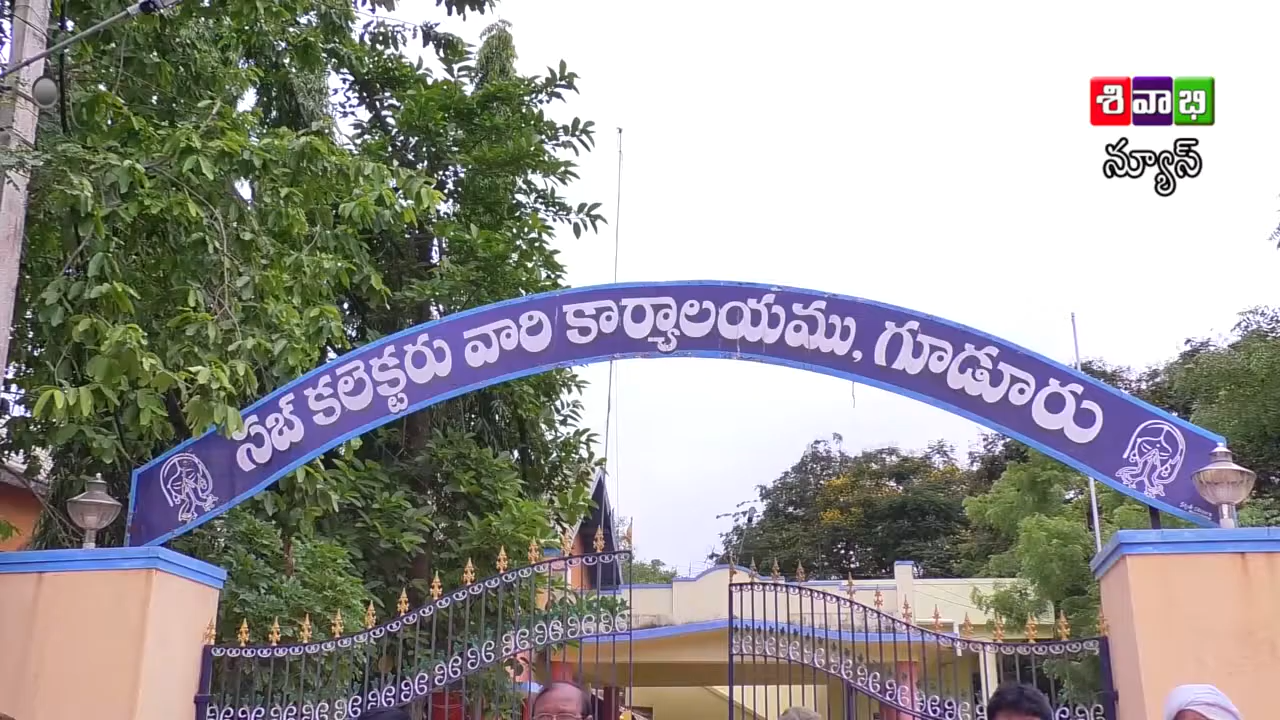 శివాభి
న్యూస్
సబ్ కలెక్టరు వారి కార్యాలయము, గూడూరు